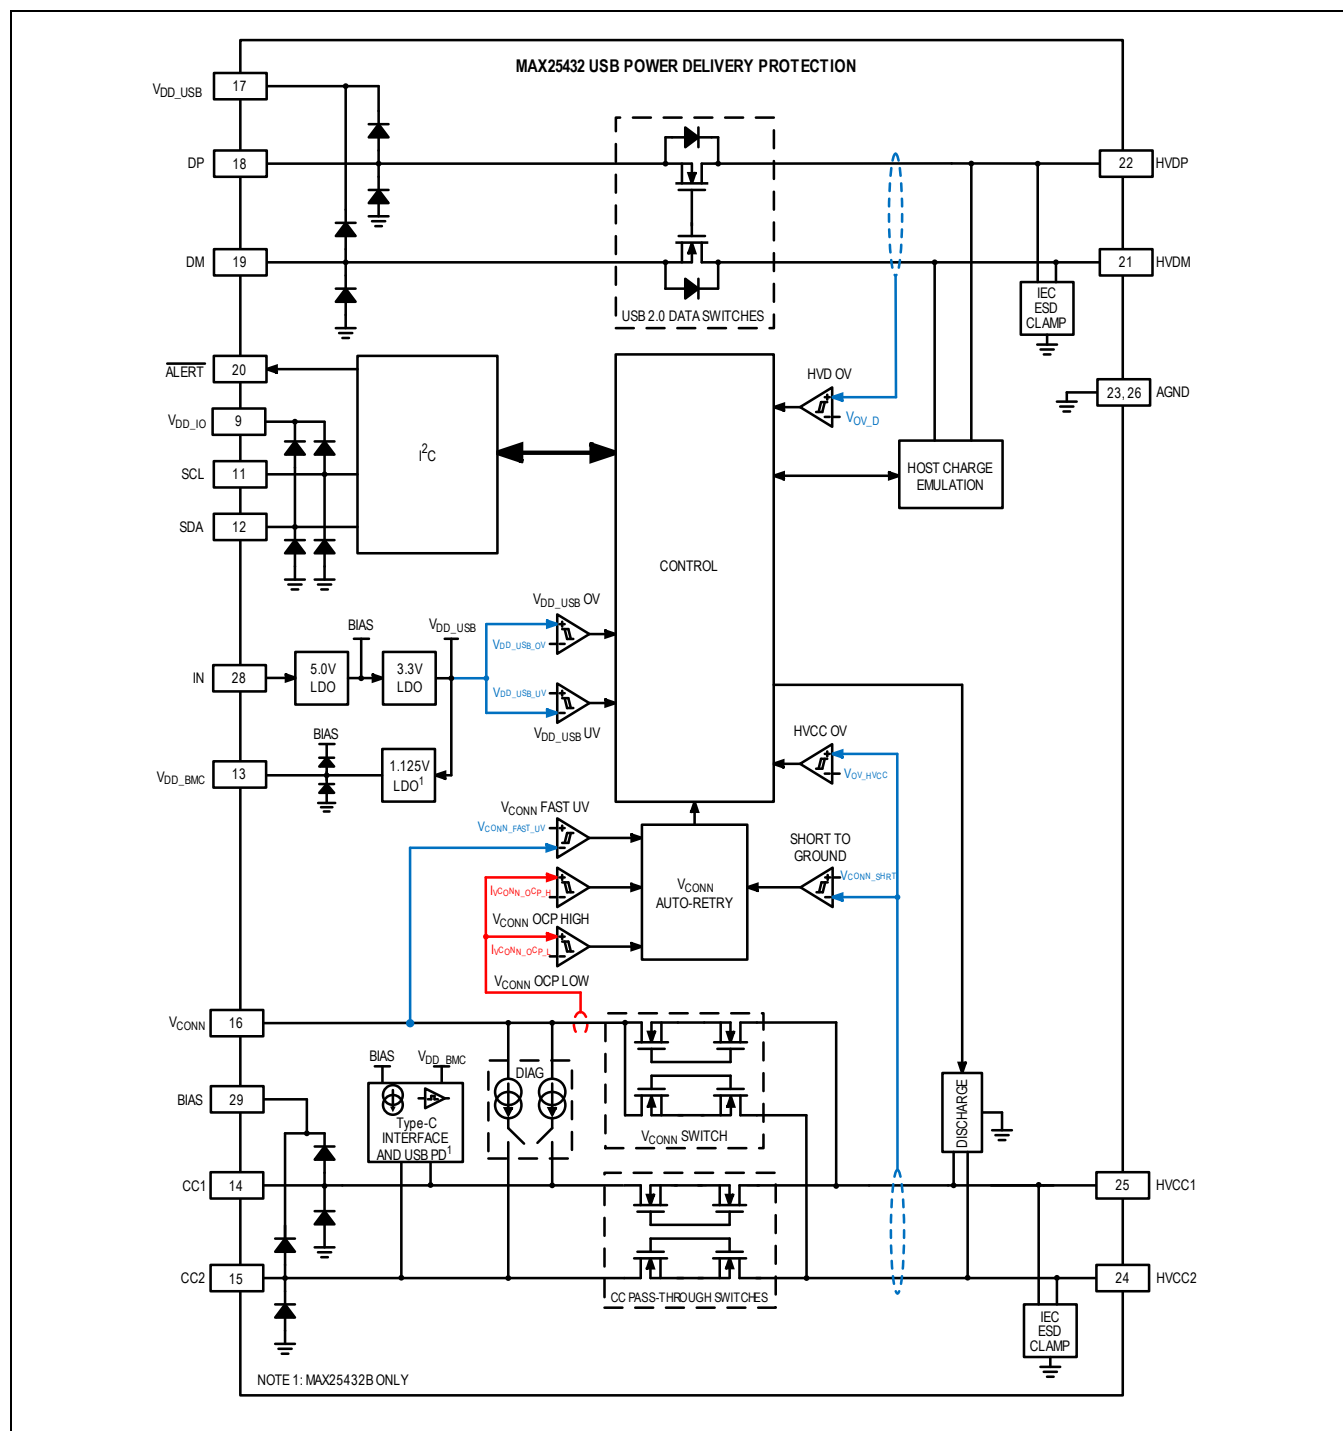 MAX25432 USB POWER DELIVERY PROTECTION
VDD_USB 17
DP 18
22 HVDP
DM 19
21 HVDM
IEC
ESD
CLAMP
USB 2.0 DATA SWITCHES
ALERT 20
HVD OV
VOV_D
23, 26 AGND
VDD_IO 9
I2C
SCL 11
HOST CHARGE
EMULATION
SDA 12
CONTROL
VDD_USB OV
BIAS
VDD_USB
VDD_USB_OV
IN 28
5.0V
LDO
3.3V
LDO
VDD_USB_UV
VDD_USB UV
HVCC OV
BIAS
VDD_BMC 13
1.125V
LDO1
VOV_HVCC
VCONN FAST UV
VCONN_FAST_UV
SHORT TO
GROUND
VCONN_SHRT
IVCONN_OCP_H
VCONN
AUTO-RETRY
VCONN OCP HIGH
IVCONN_OCP_L
VCONN OCP LOW
VCONN 16
BIAS
VDD_BMC
DIAG
BIAS 29
Type-C
INTERFACE
AND USB PD1
VCONN SWITCH
DISCHARGE
CC1 14
25 HVCC1
CC2 15
24 HVCC2
CC PASS-THROUGH SWITCHES
IEC
ESD
CLAMP
NOTE 1: MAX25432B ONLY